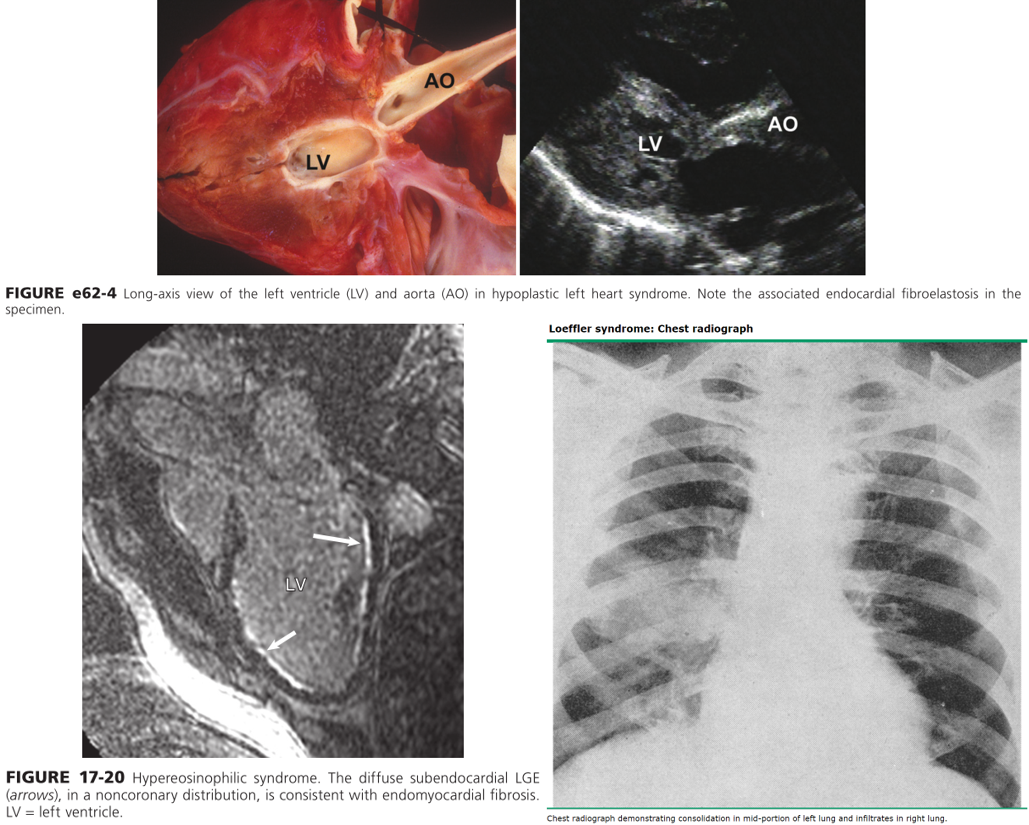 AO
LV
AO
LV
FIGURE e62-4 Long-axis view of the left ventricle (LV) and aorta (AO) in hypoplastic left heart syndrome. Note the associated endocardial fibroelastosis in the
specimen.
Loeffler syndrome: Chest radiograph
LV
FIGURE 17-20 Hypereosinophilic syndrome. The diffuse subendocardial LGE
(arrows), in a noncoronary distribution, is consistent with endomyocardial fibrosis.
LV = left ventricle.
Chest radiograph demonstrating consolidation in mid-portion of left lung and infiltrates in right lung.